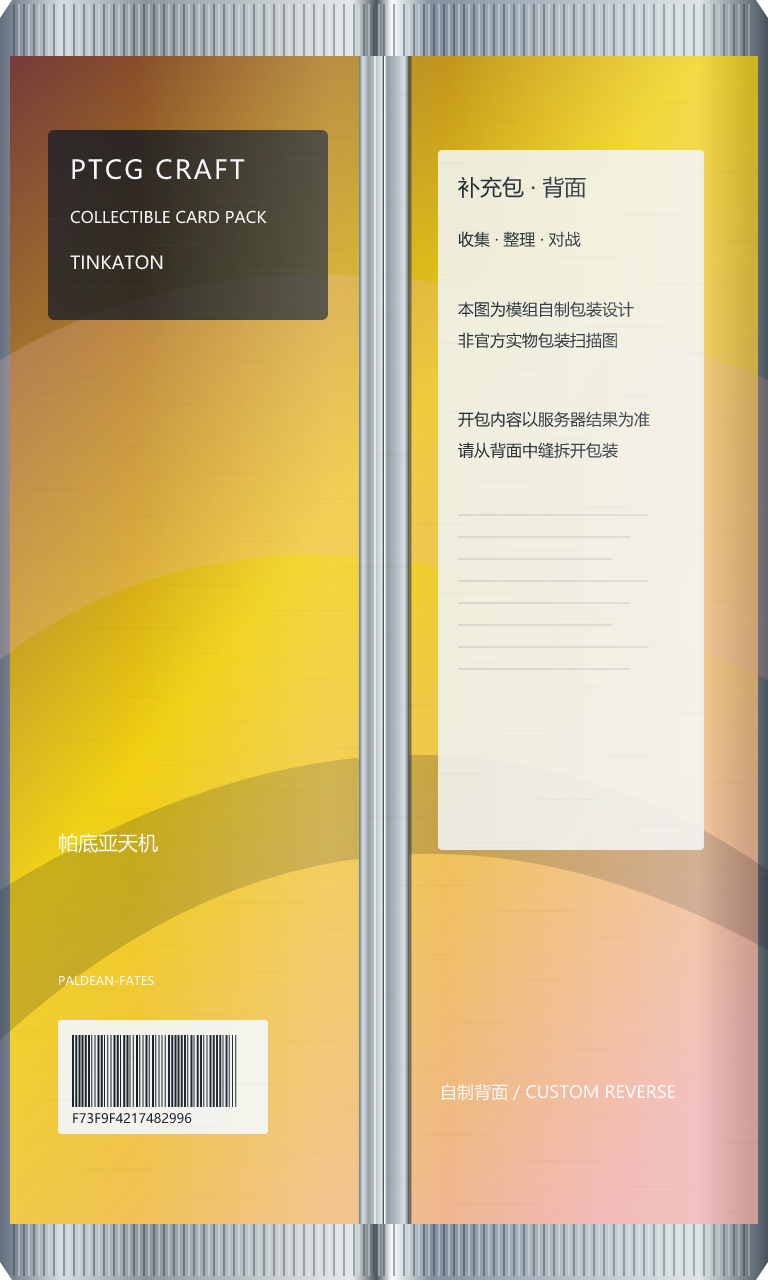 PTCG CRAFT
COLLECTIBLE CARD PACK
TINKATON
帕底亚天机
PALDEAN-FATES
F73F9F4217482996
补充包 · 背面
收集 · 整理 · 对战
本图为模组自制包装设计
非官方实物包装扫描图
开包内容以服务器结果为准
请从背面中缝拆开包装
自制背面 / CUSTOM REVERSE